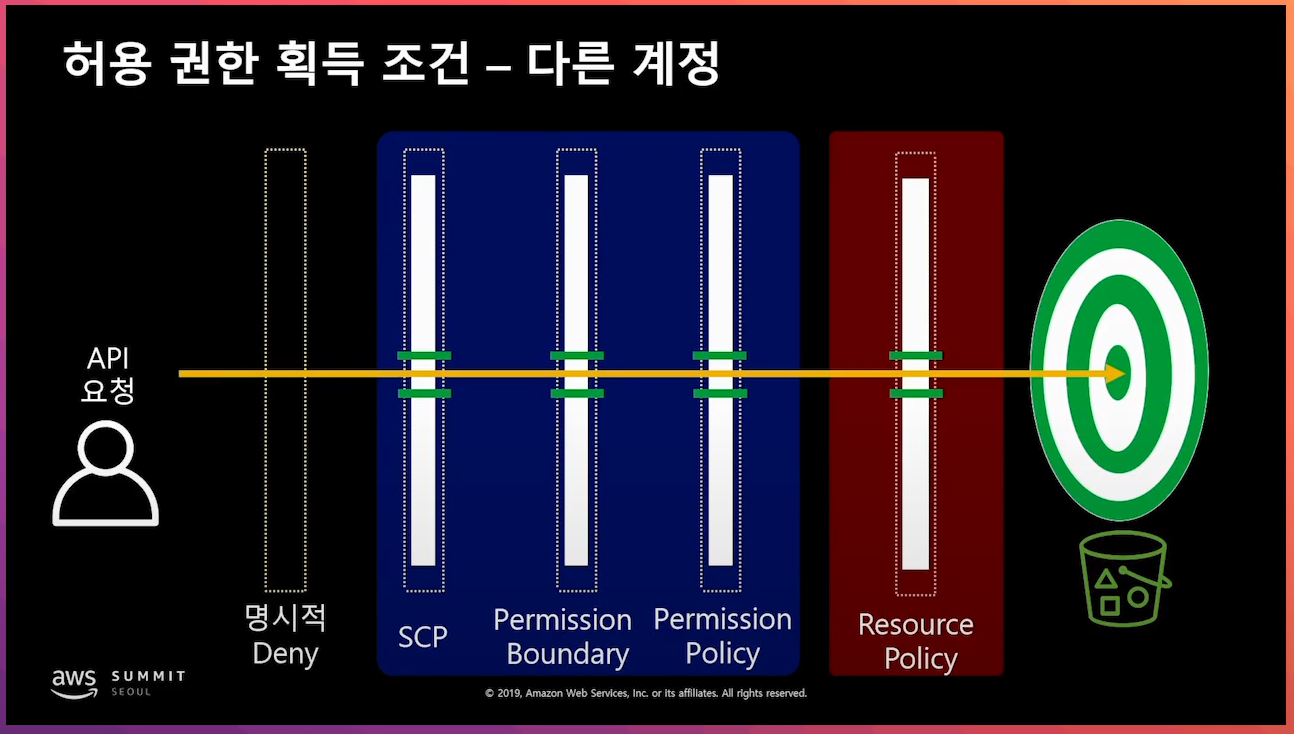 허용 권한 획득 조건 – 다른 계정
API
요청
명시적
Deny
SCP
Permission
Boundary
Permission
Policy
Resource
Policy
aws SUMMIT
SEOUL
© 2019, Amazon Web Services, Inc. or its affiliates. All rights reserved.